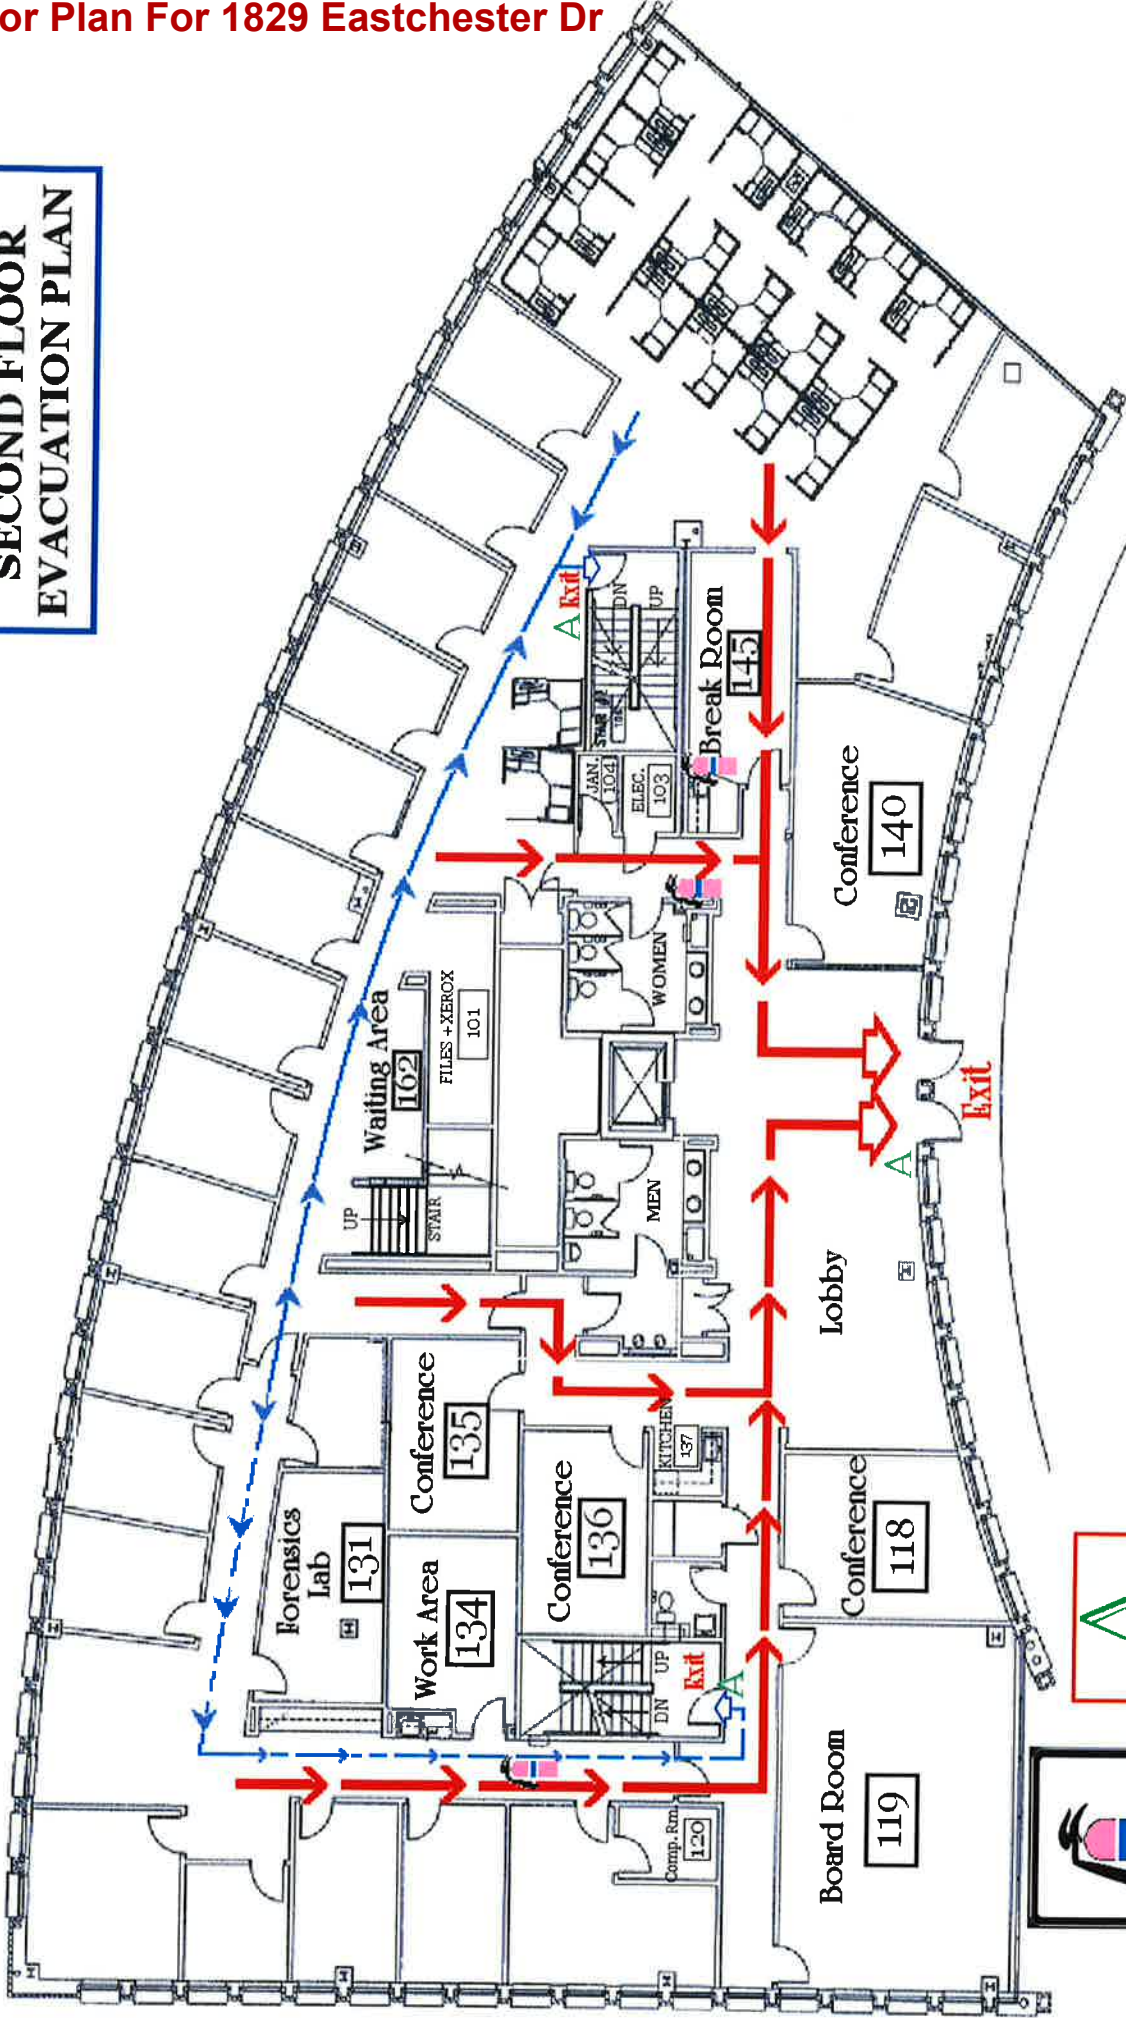 or Plan For 1829 Eastchester Dr
SECOND FLOOR
EVACUATION PLAN
A Exit
DN
UP
STAIR
Break Room
145
JAN.
104
ELEC.
103
Conference
140
Waiting Area
162
FILES +XEROX
101
WOMEN
UP
STAIR
MEN
Exit
A
Lobby
Conference
135
KITCHEN
137
Forensics
Lab
131
Conference
136
Conference
118
Work Area
134
DN
UP
Exit
A
Comp. Rm
120
Board Room
119
A